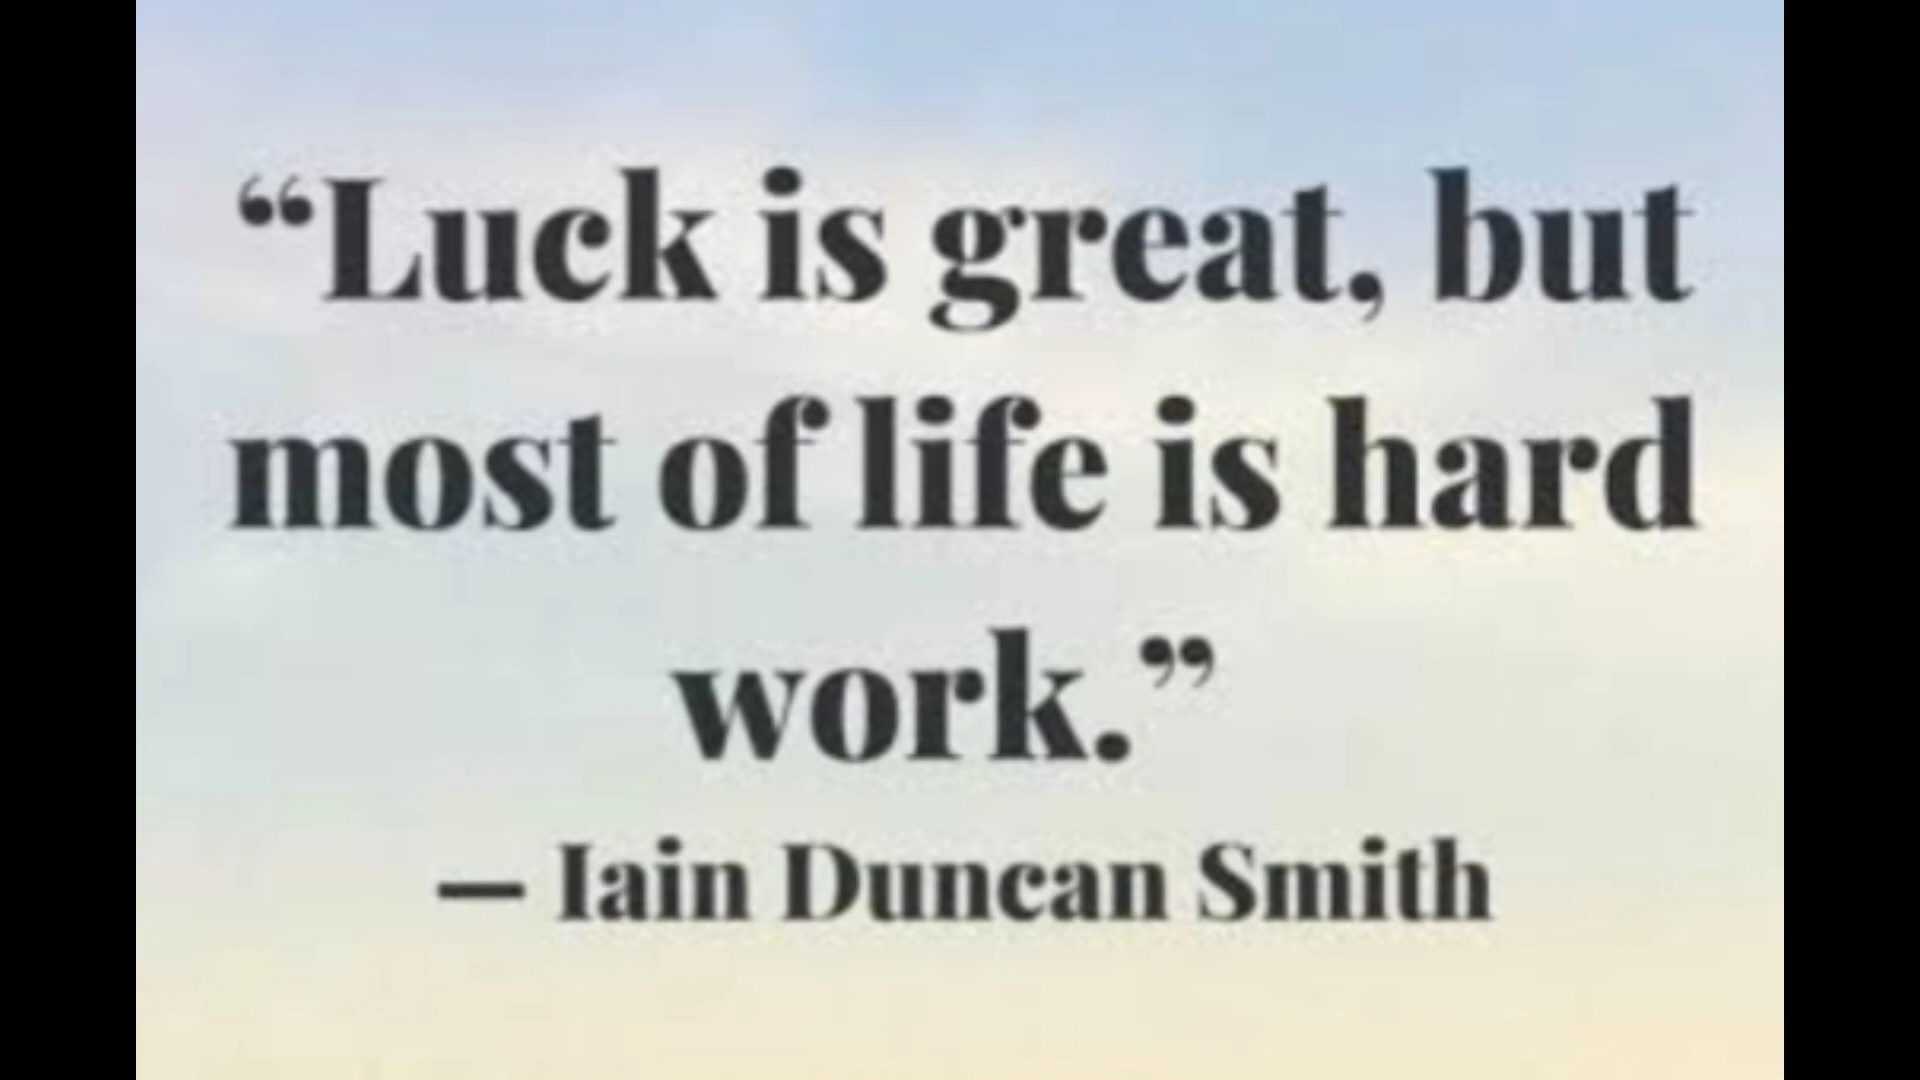 “Luck is great, but
most of life is hard
work.”
— Iain Duncan Smith